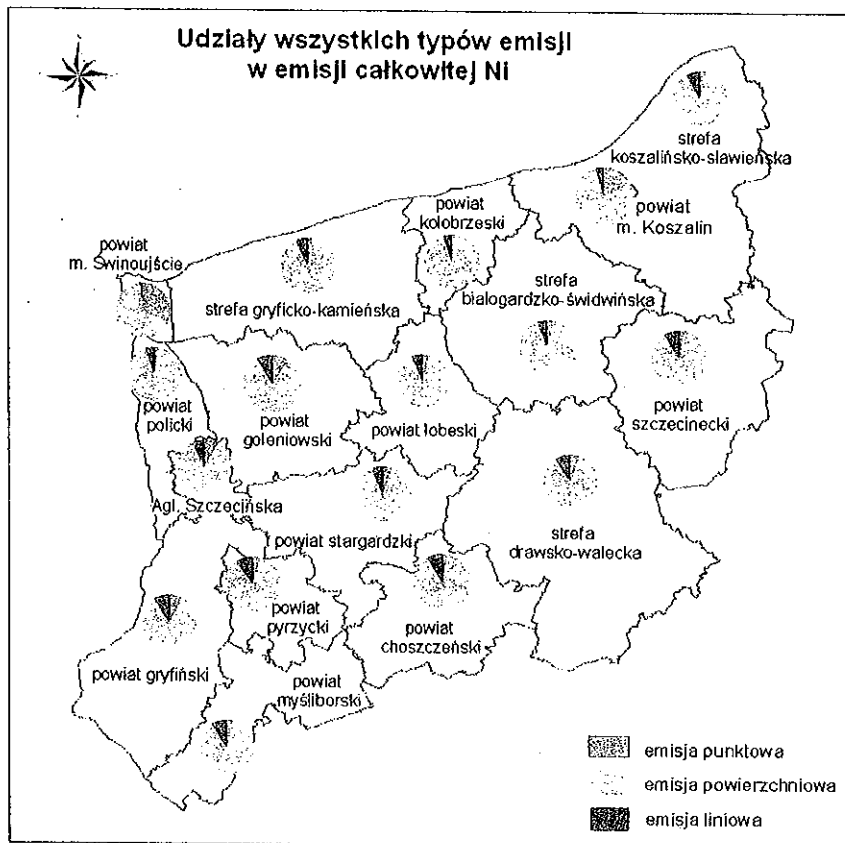 Udziały wszystkich typów emisji
w emisji całkowitej Ni
strefa
koszalińsko-sławieńska
powiat
m. Koszalin
powiat
kołobrzeski
powiat
m. Świnoujście
strefa gryficko-kamieńska
strefa
białogardzko-świdwińska
powiat
policki
powiat
goleniowski
powiat łobeski
powiat
szczecinecki
Agl. Szczecińska
powiat stargardzki
strefa
drawsko-wałecka
powiat
pyrzycki
powiat
choszczeński
powiat gryfiński
powiat
myśliborski
emisja punktowa
emisja powierzchniowa
emisja liniowa